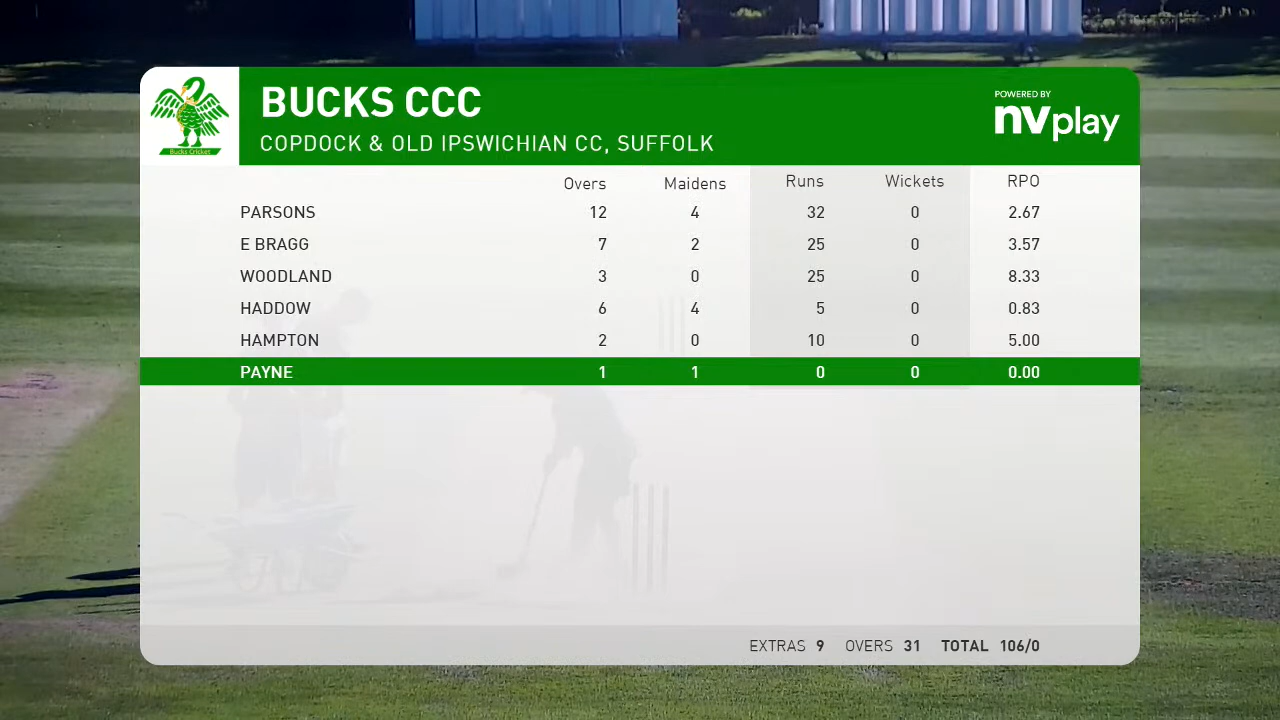 BUCKS CCC
COPDOCK & OLD IPSWICHIAN CC, SUFFOLK
POWERED BY
nvplay
Bucks Cricket
Overs Maidens Runs Wickets RPO
PARSONS 12 4 32 0 2.67
E BRAGG 7 2 25 0 3.57
WOODLAND 3 0 25 0 8.33
HADDOW 6 4 5 0 0.83
HAMPTON 2 0 10 0 5.00
PAYNE 1 1 0 0 0.00
EXTRAS 9 OVERS 31 TOTAL 106/0